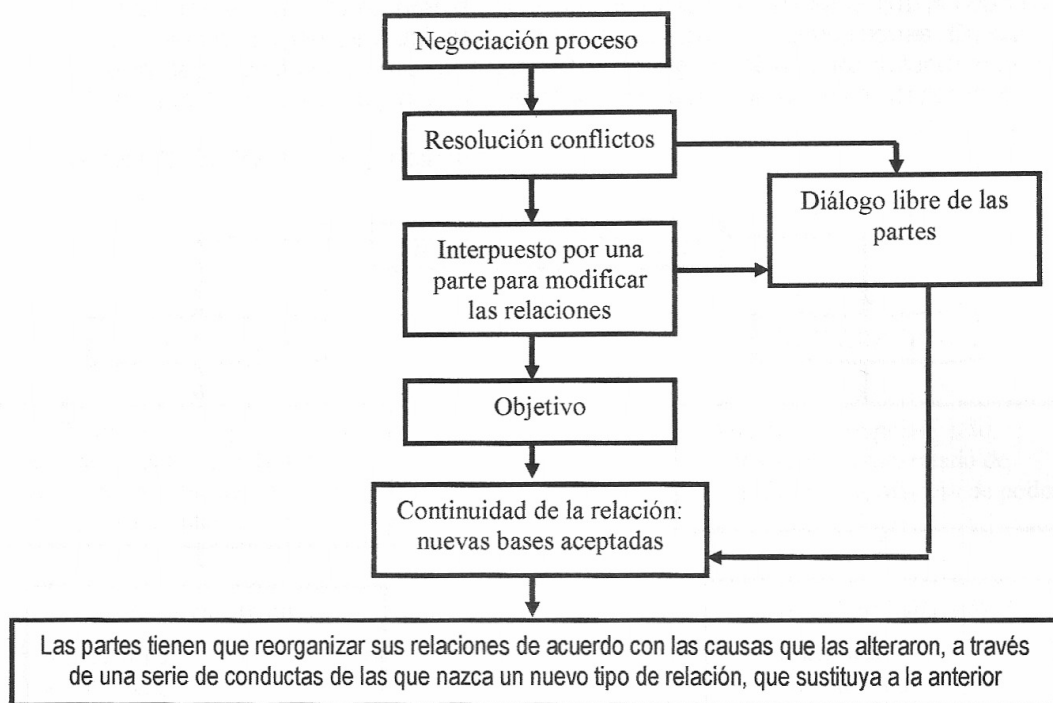 Negociación proceso
Resolución conflictos
Diálogo libre de las
partes
Interpuesto por una
parte para modificar
las relaciones
Objetivo
Continuidad de la relación:
nuevas bases aceptadas
Las partes tienen que reorganizar sus relaciones de acuerdo con las causas que las alteraron, a través
de una serie de conductas de las que nazca un nuevo tipo de relación, que sustituya a la anterior